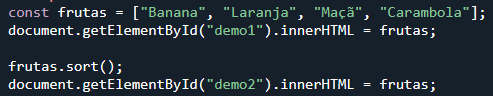 const frutas = ["Banana", "Laranja", "Maçã", "Carambola"];
document.getElementById("demo1").innerHTML = frutas;
frutas.sort();
document.getElementById("demo2").innerHTML = frutas;